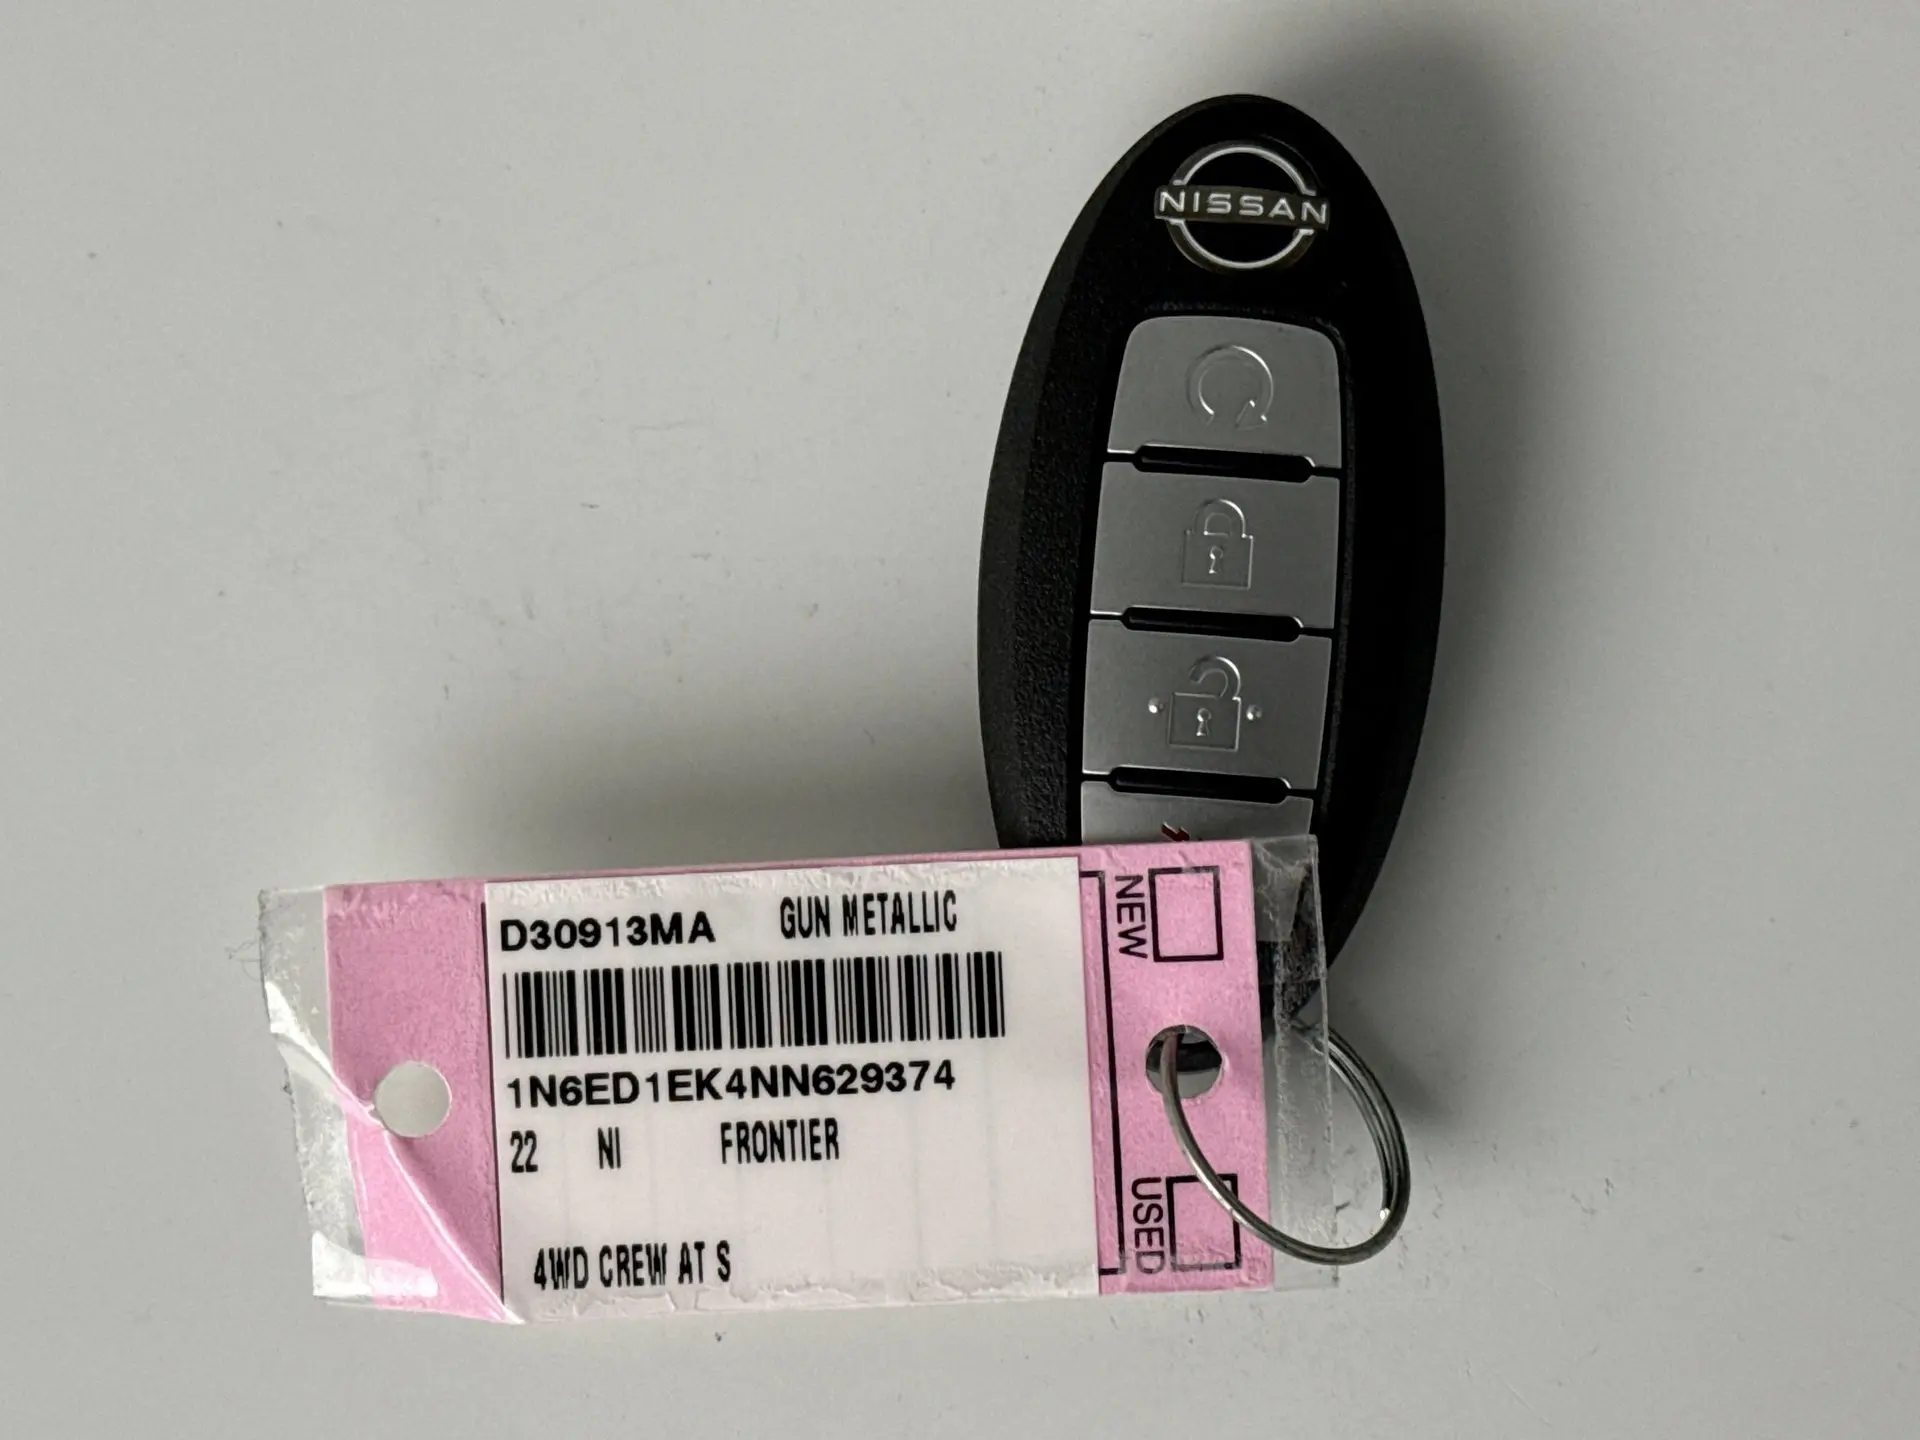 NISSAN
D30913MA GUN METALLIC
1N6ED1EK4NN629374
22 NI FRONTIER
4WD CREW AT S
NEW
USED